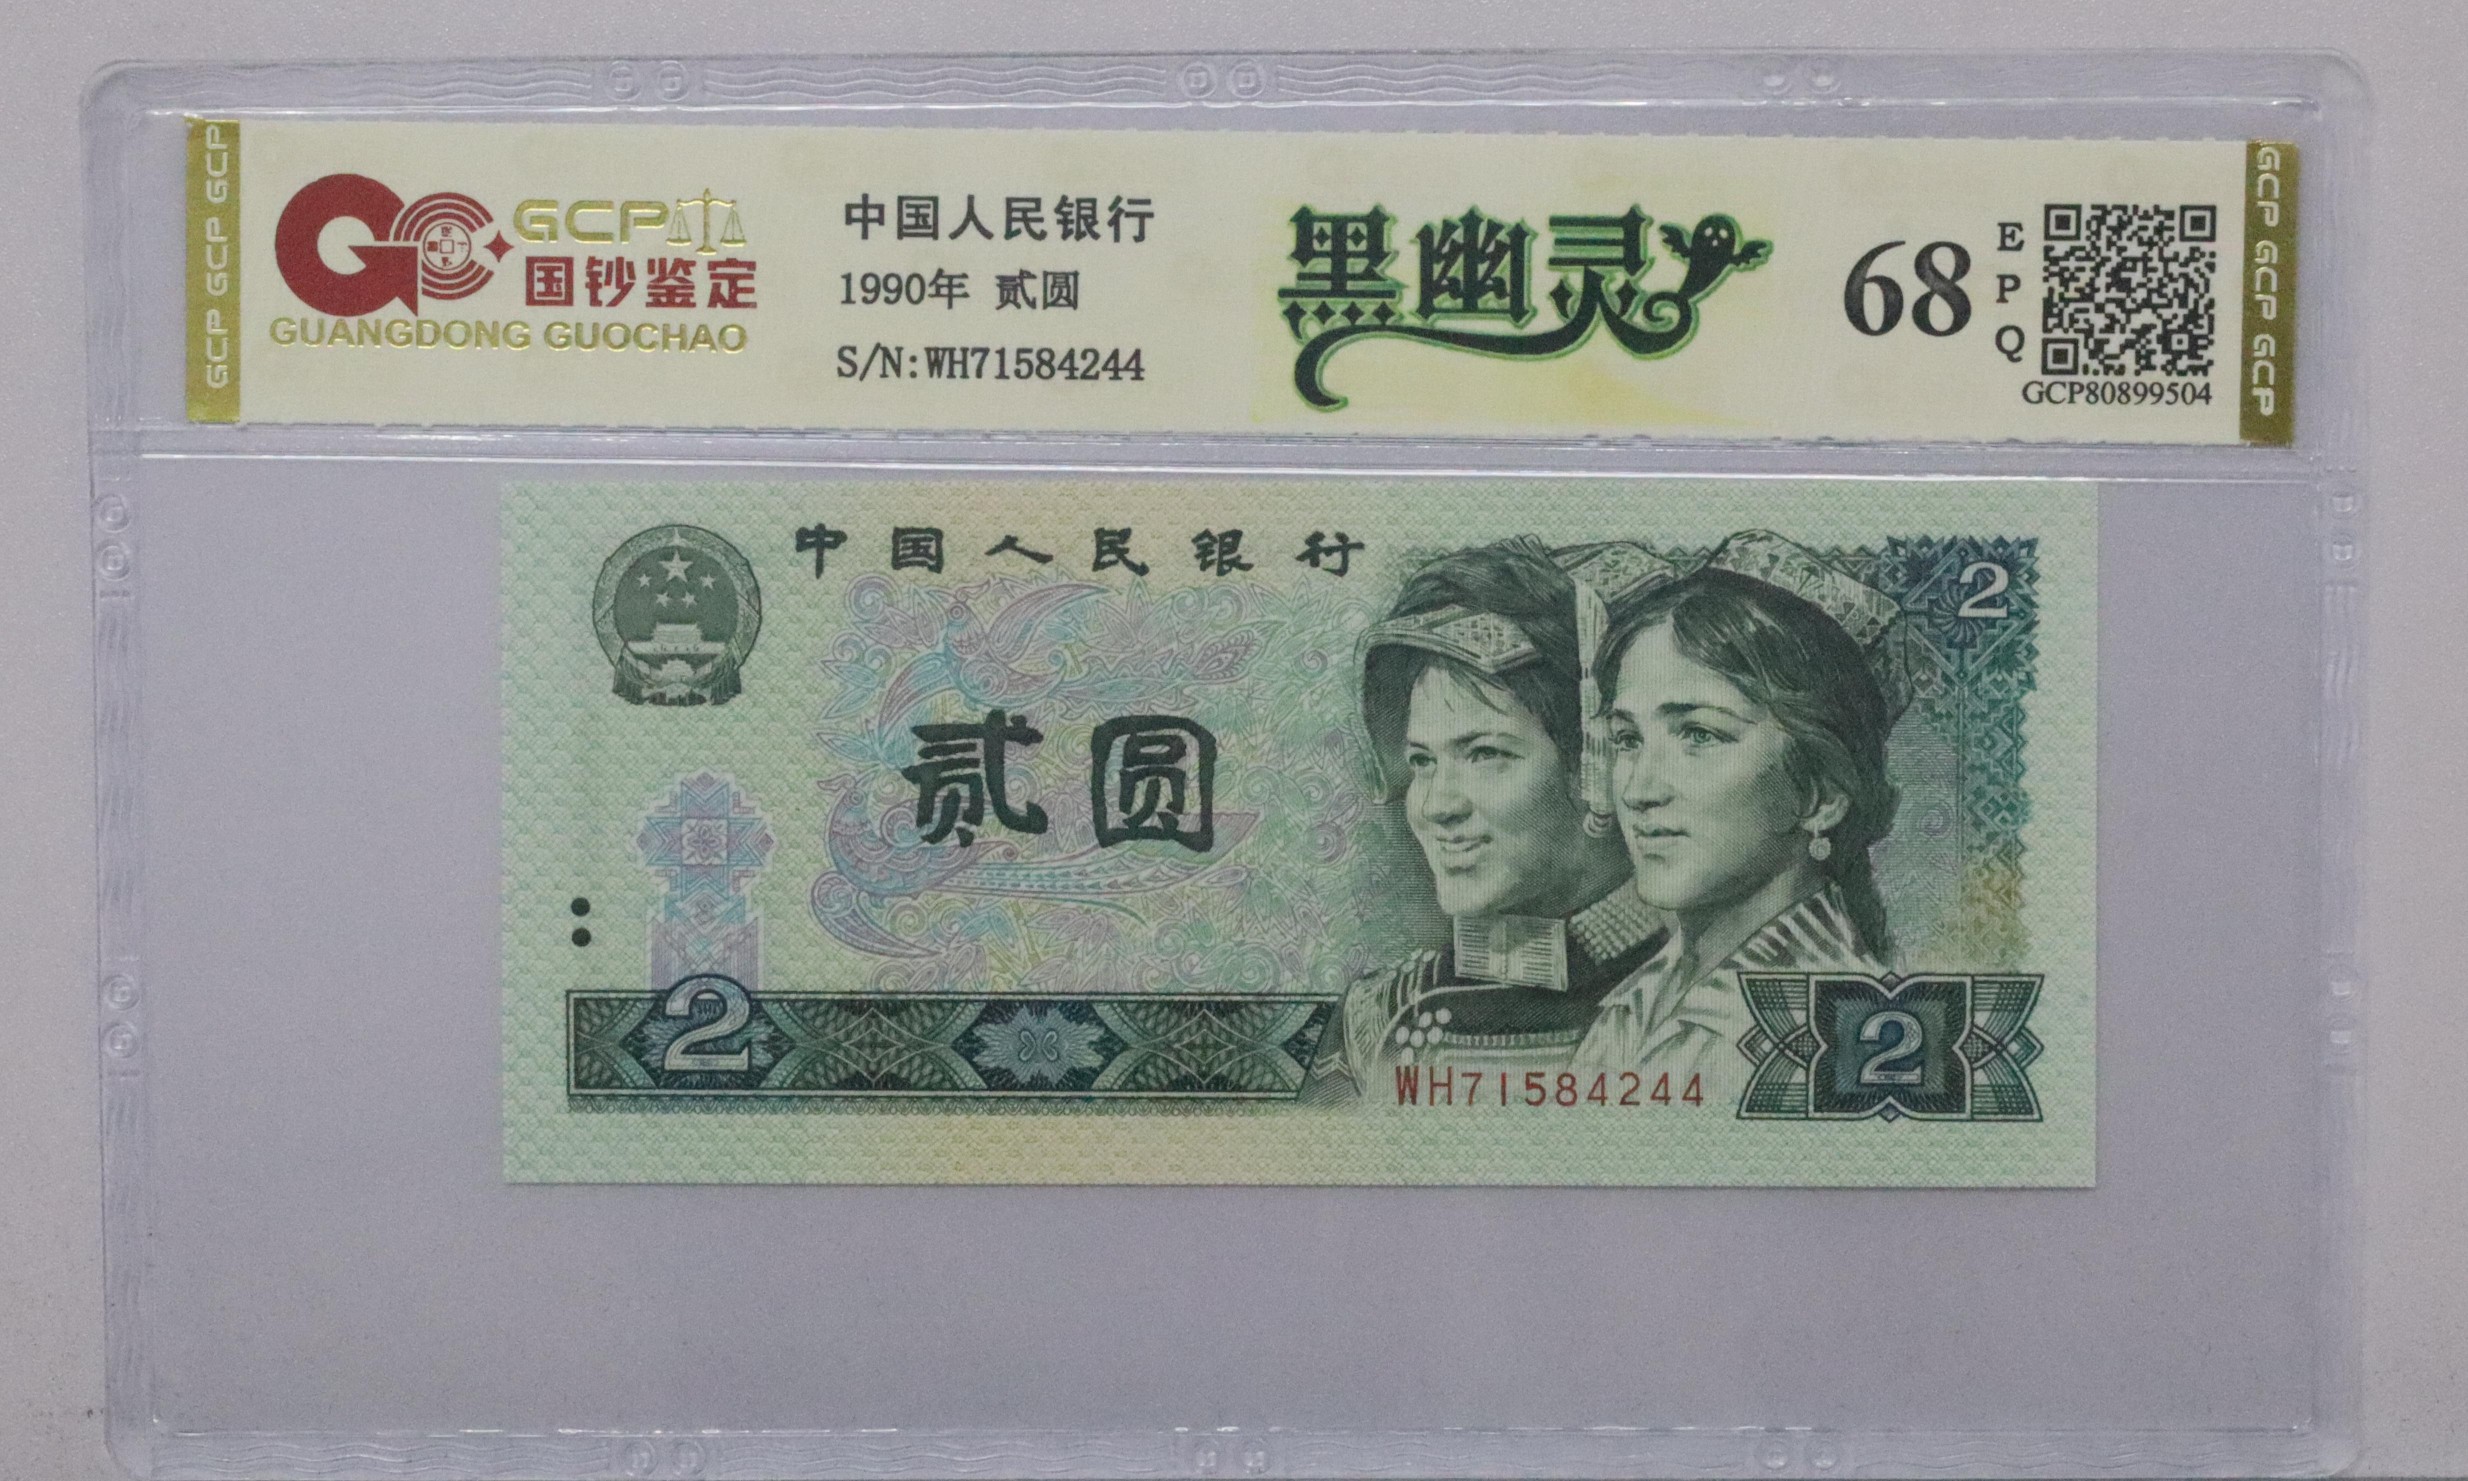 GCP GCP GCP
GCP
国钞鉴定
GUANGDONG GUOCHAO
中国人民银行
1990年 贰圆
S/N:WH71584244
黑幽灵
68
EPQ
GCP80899504
GCP GCP GCP
中国人民银行
2
贰圆
2
WH71584244
2